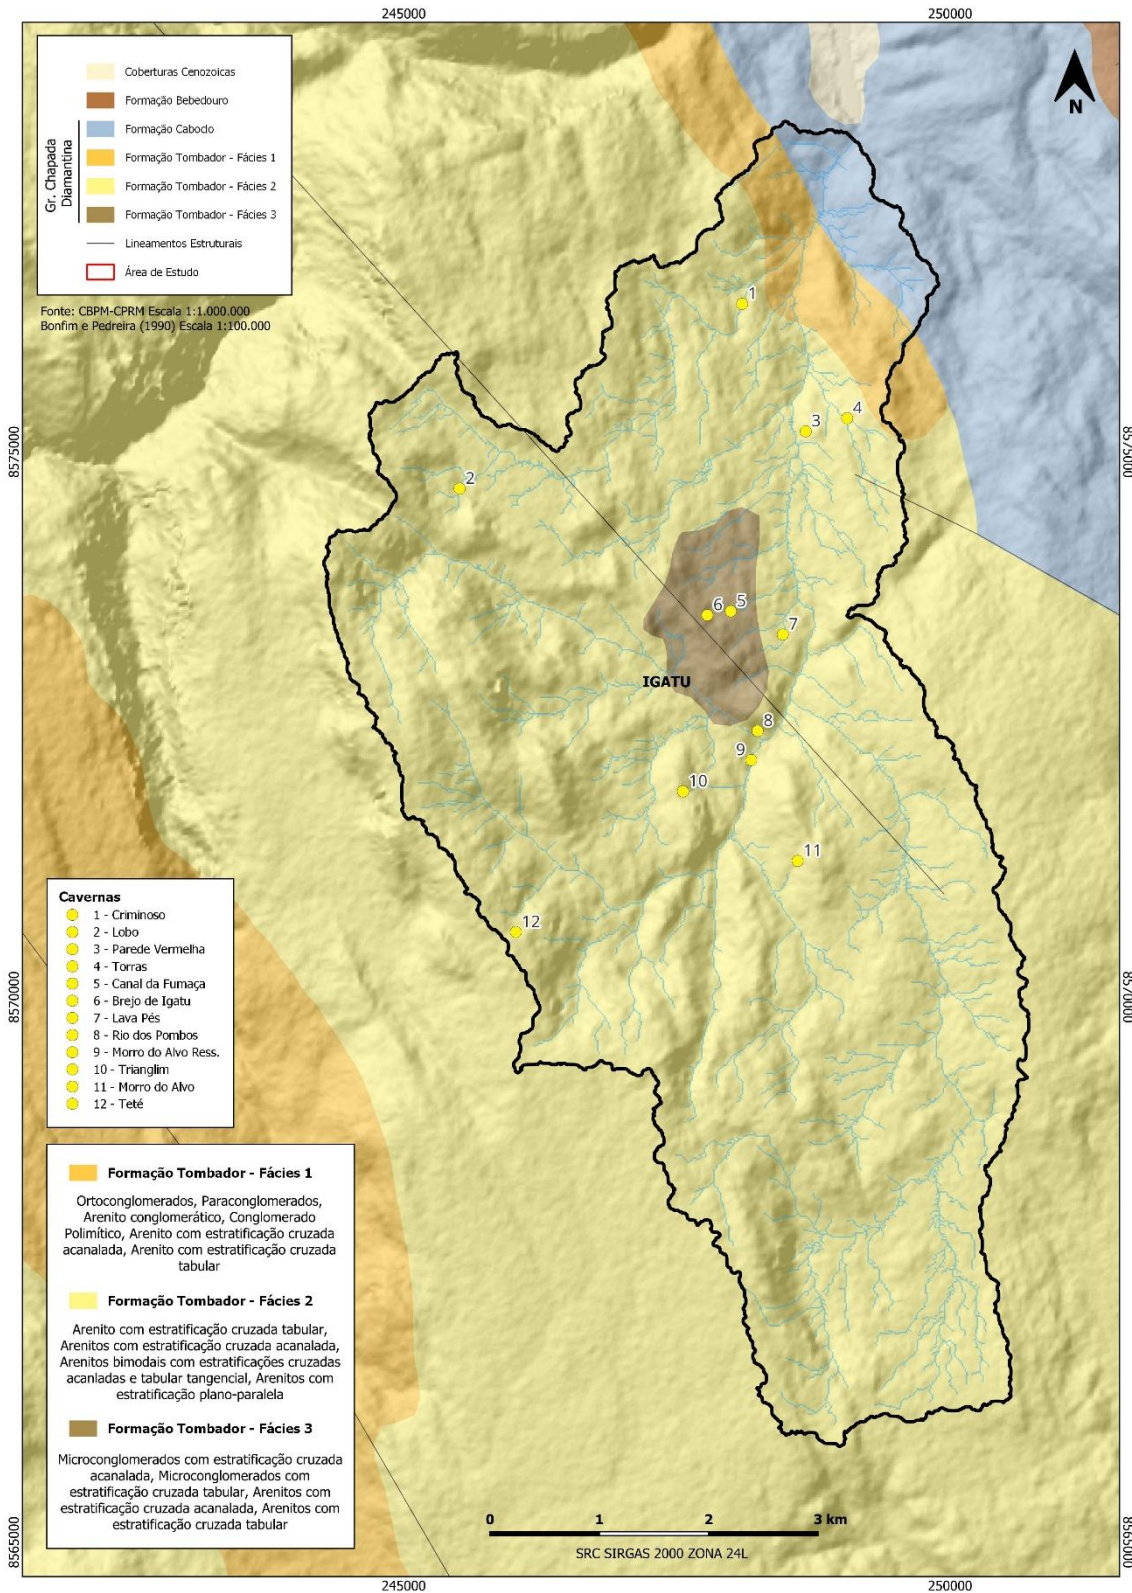 245000
250000
Coberturas Cenozoicas
Formação Bebedouro
Formação Caboclo
Formação Tombador - Fácies 1
Formação Tombador - Fácies 2
Formação Tombador - Fácies 3
Gr. Chapada
Diamantina
Lineamentos Estruturais
Área de Estudo
Fonte: CBPM-CPRM Escala 1:1.000.000
Bonfim e Pedreira (1990) Escala 1:100.000
N
1
2
3
4
5
6
7
IGATU
8
9
10
11
12
8575000
8575000
8570000
8570000
8565000
8565000
Cavernas
1 - Criminoso
2 - Lobo
3 - Parede Vermelha
4 - Torras
5 - Canal da Fumaça
6 - Brejo de Igatu
7 - Lava Pés
8 - Rio dos Pombos
9 - Morro do Alvo Ress.
10 - Trianglim
11 - Morro do Alvo
12 - Teté
Formação Tombador - Fácies 1
Ortoconglomerados, Paraconglomerados,
Arenito conglomerático, Conglomerado
Polimítico, Arenito com estratificação cruzada
acanalada, Arenito com estratificação cruzada
tabular
Formação Tombador - Fácies 2
Arenito com estratificação cruzada tabular,
Arenitos com estratificação cruzada acanalada,
Arenitos bimodais com estratificações cruzadas
acanladas e tabular tangencial, Arenitos com
estratificação plano-paralela
Formação Tombador - Fácies 3
Microconglomerados com estratificação cruzada
acanalada, Microconglomerados com
estratificação cruzada tabular, Arenitos com
estratificação cruzada acanalada, Arenitos com
estratificação cruzada tabular
0 1 2 3 km
SRC SIRGAS 2000 ZONA 24L
245000
250000